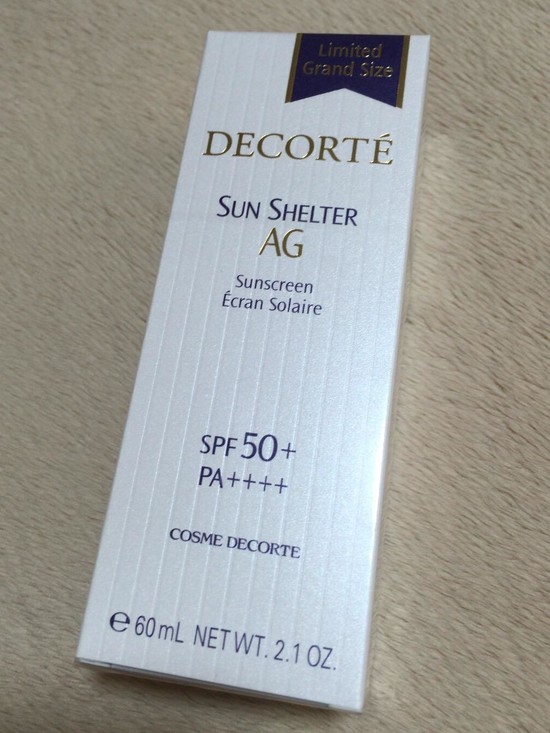 Limited
Grand Size
DECORTÉ
SUN SHELTER
AG
Sunscreen
Écran Solaire
SPF 50+
PA++++
COSME DECORTE
℮ 60mL NET WT. 2.1 OZ.